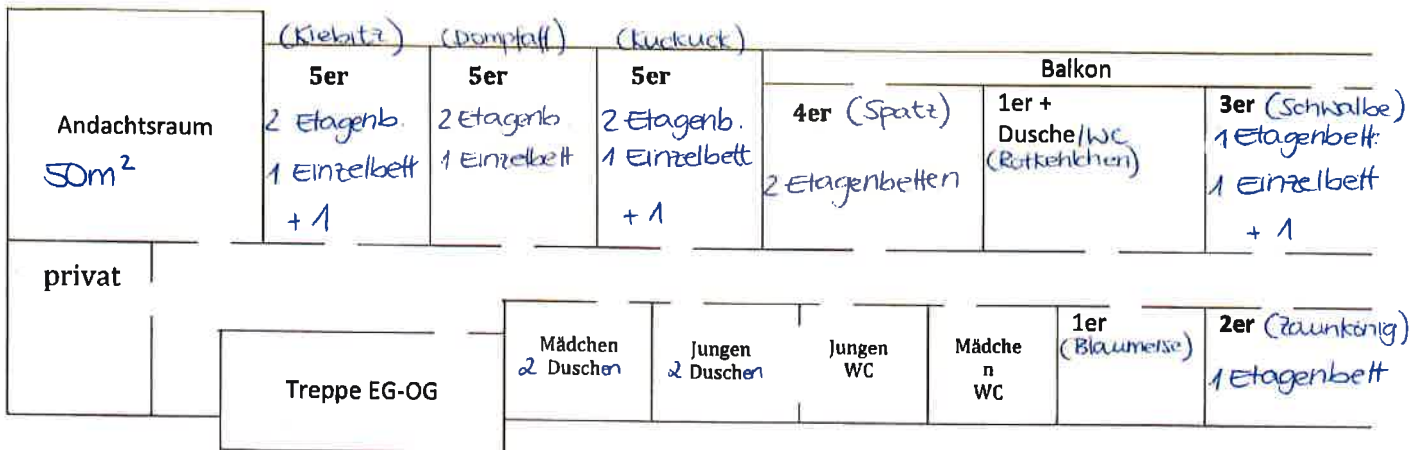 (Kiebitz)
5er
2 Etagenb.
1 Einzelbett
+ 1
(Dompfaff)
5er
2 Etagenb
1 Einzelbett
(Kuckuck)
5er
2 Etagenb.
1 Einzelbett
+ 1
Balkon
Andachtsraum
50m²
4er (Spatz)
2 Etagenbetten
1er +
Dusche/WC
(Rotkehlchen)
3er (Schwalbe)
1 Etagenbett
1 Einzelbett
+ 1
privat
Treppe EG-OG
Mädchen
2 Duschen
Jungen
2 Duschen
Jungen
WC
Mädche
n
WC
1er
(Blaumeise)
2er (Zaunkönig)
1 Etagenbett